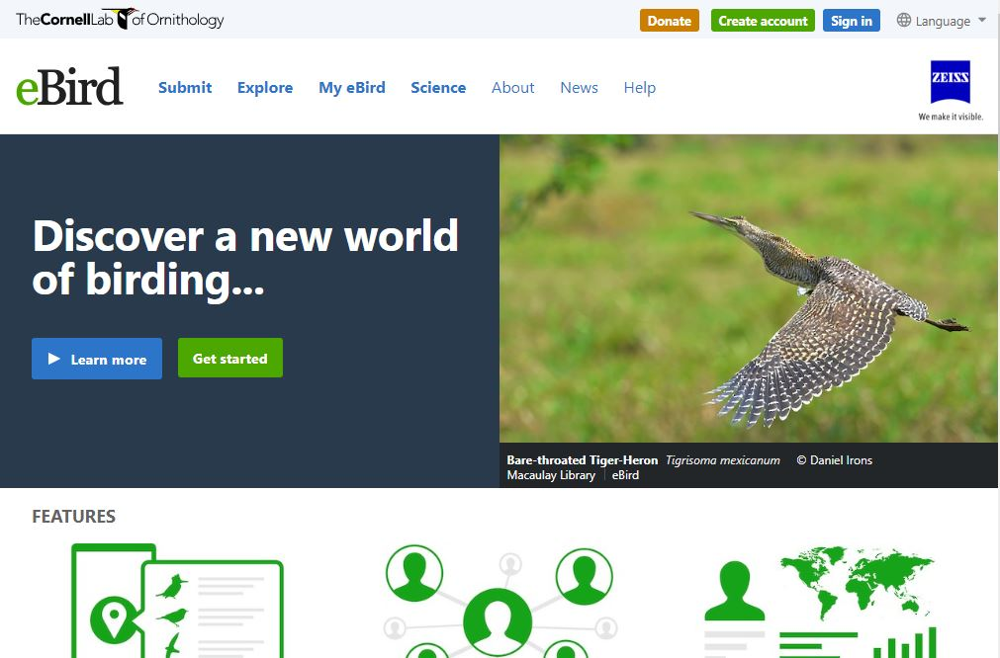 TheCornellLab of Ornithology
Donate
Create account
Sign in
Language
eBird
Submit
Explore
My eBird
Science
About
News
Help
ZEISS
We make it visible.
Discover a new world
of birding...
Learn more
Get started
Bare-throated Tiger-Heron Tigrisoma mexicanum © Daniel Irons
Macaulay Library eBird
FEATURES